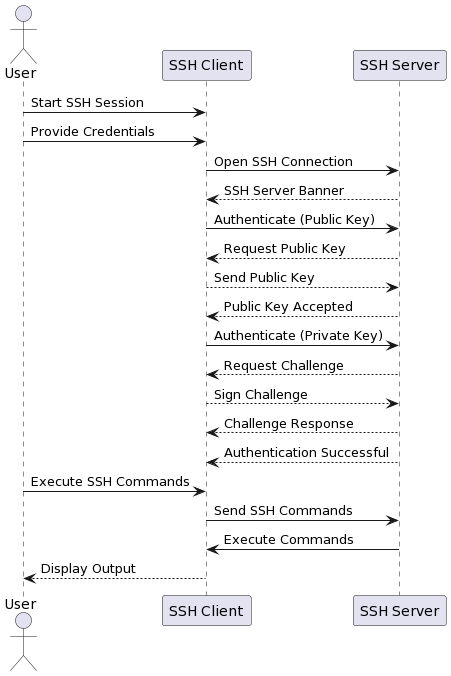 User
SSH Client
SSH Server
Start SSH Session
Provide Credentials
Open SSH Connection
SSH Server Banner
Authenticate (Public Key)
Request Public Key
Send Public Key
Public Key Accepted
Authenticate (Private Key)
Request Challenge
Sign Challenge
Challenge Response
Authentication Successful
Execute SSH Commands
Send SSH Commands
Execute Commands
Display Output
User
SSH Client
SSH Server